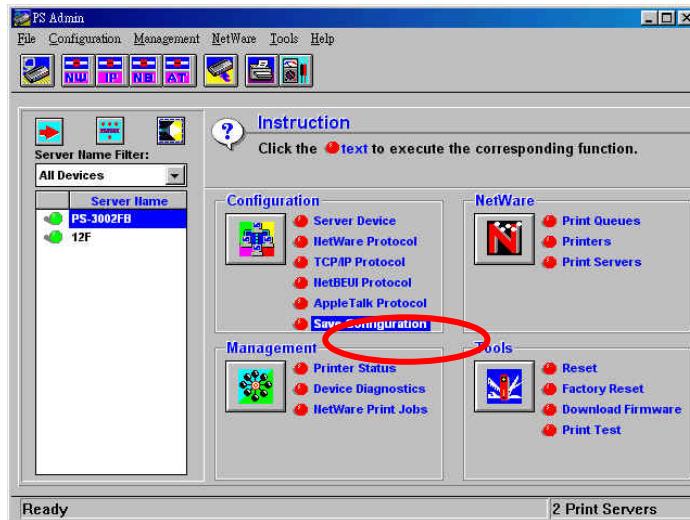 PS Admin
File Configuration Management NetWare Tools Help
NW IP NB AT
Instruction
Click the text to execute the corresponding function.
Server Name Filter:
All Devices
Server Name
PS-3002FB
12F
Configuration
Server Device
NetWare Protocol
TCP/IP Protocol
NetBEUI Protocol
AppleTalk Protocol
Save Configuration
NetWare
Print Queues
Printers
Print Servers
Management
Printer Status
Device Diagnostics
NetWare Print Jobs
Tools
Reset
Factory Reset
Download Firmware
Print Test
Ready
2 Print Servers